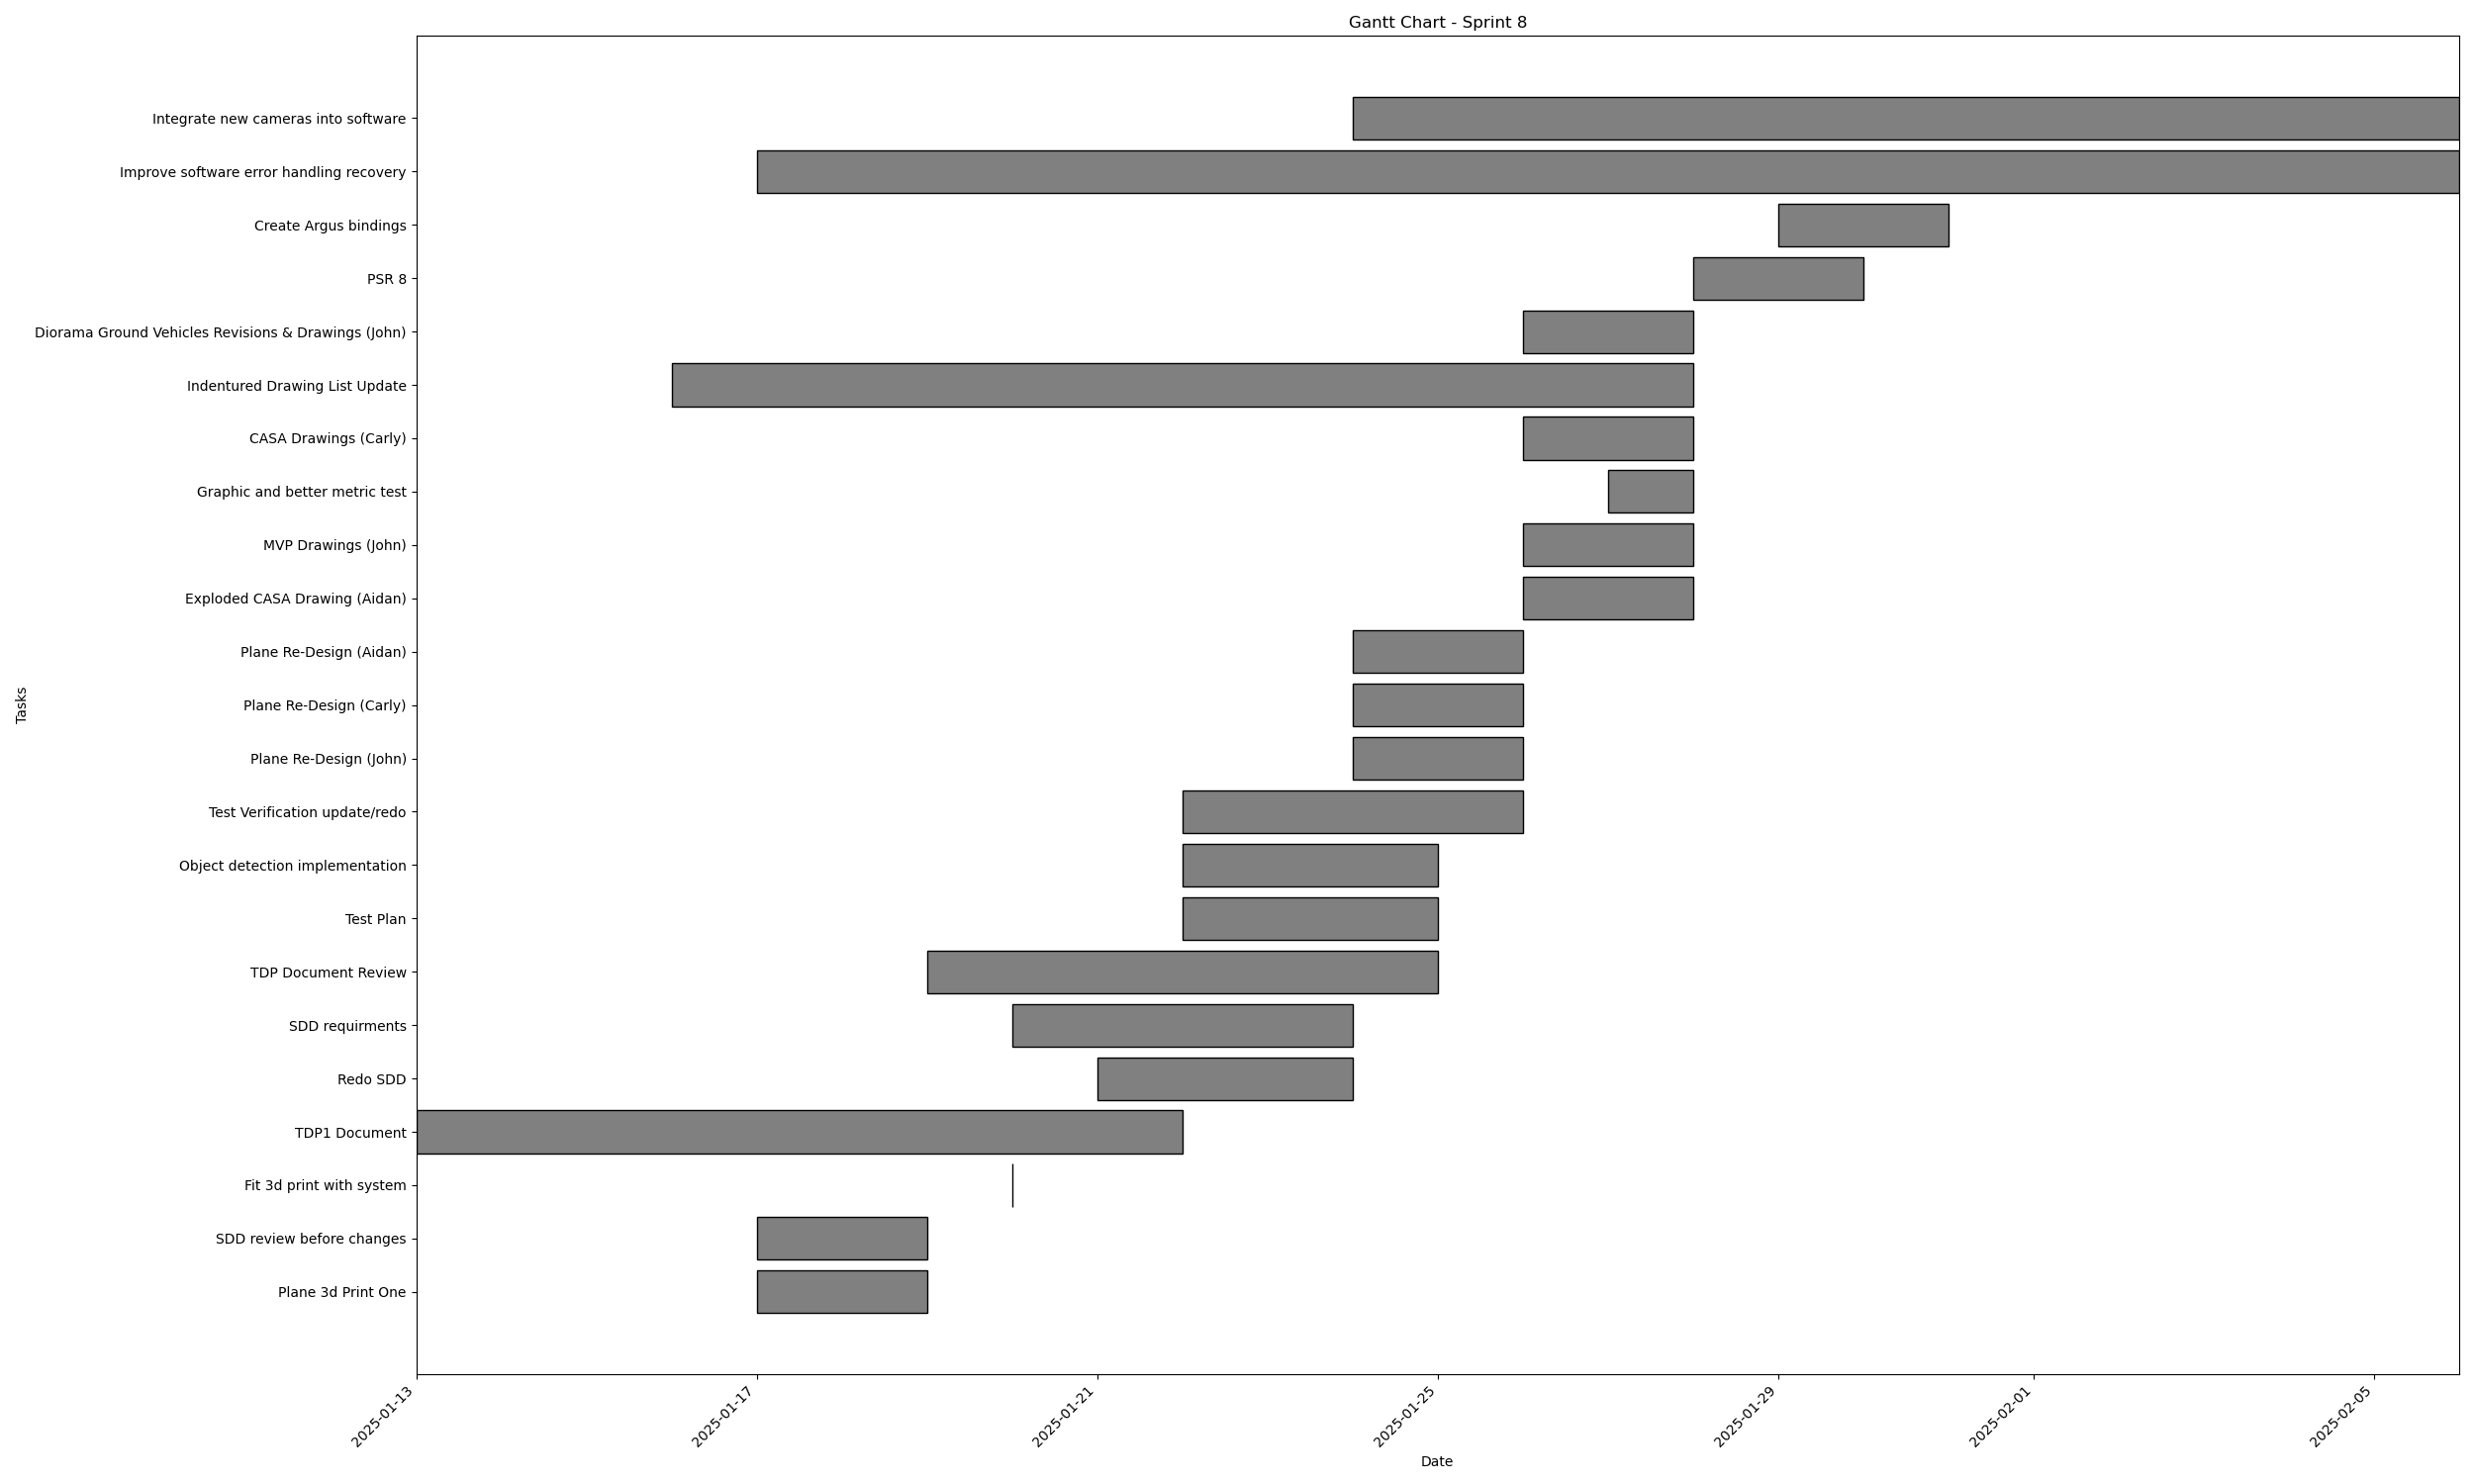 Gantt Chart - Sprint 8
Integrate new cameras into software
Improve software error handling recovery
Create Argus bindings
PSR 8
Diorama Ground Vehicles Revisions & Drawings (John)
Indentured Drawing List Update
CASA Drawings (Carly)
Graphic and better metric test
MVP Drawings (John)
Exploded CASA Drawing (Aidan)
Plane Re-Design (Aidan)
Plane Re-Design (Carly)
Plane Re-Design (John)
Test Verification update/redo
Object detection implementation
Test Plan
TDP Document Review
SDD requirments
Redo SDD
TDP1 Document
Fit 3d print with system
SDD review before changes
Plane 3d Print One
Tasks
2025-01-13
2025-01-17
2025-01-21
2025-01-25
2025-01-29
2025-02-01
2025-02-05
Date